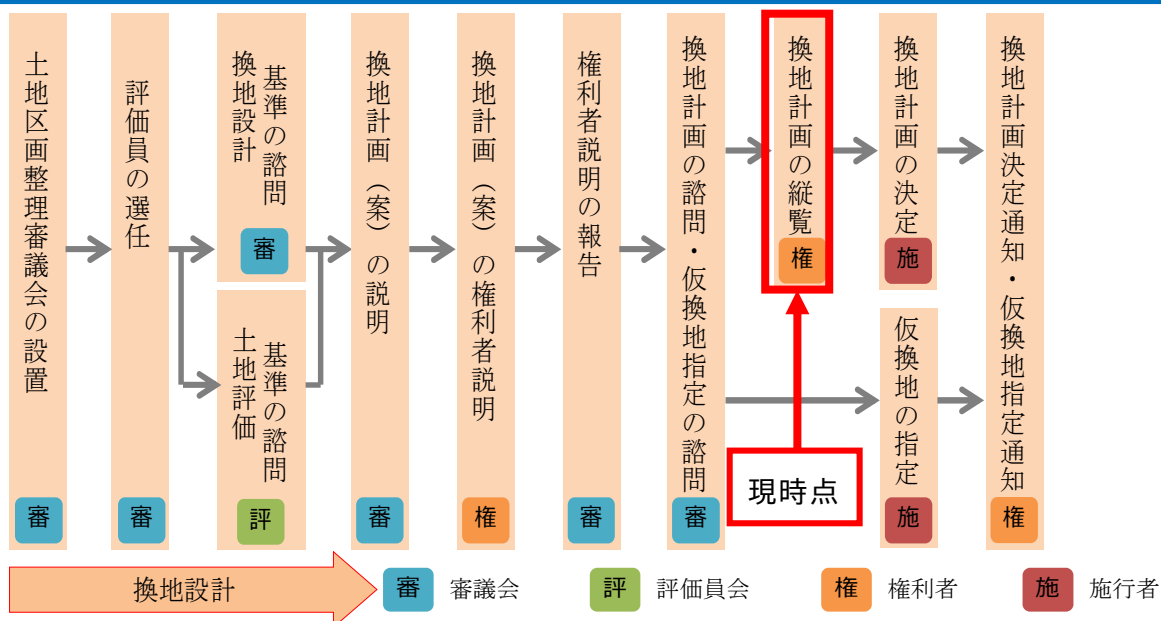 土地区画整理審議会の設置
審
評価員の選任
審
換地設計
基準の諮問
審
土地評価
基準の諮問
評
換地計画（案）の説明
審
換地計画（案）の権利者説明
権
権利者説明の報告
審
換地計画の諮問・仮換地指定の諮問
審
換地計画の縦覧
権
現時点
換地計画の決定
施
仮換地の指定
施
換地計画決定通知・仮換地指定通知
権
換地設計
審 審議会
評 評価員会
権 権利者
施 施行者